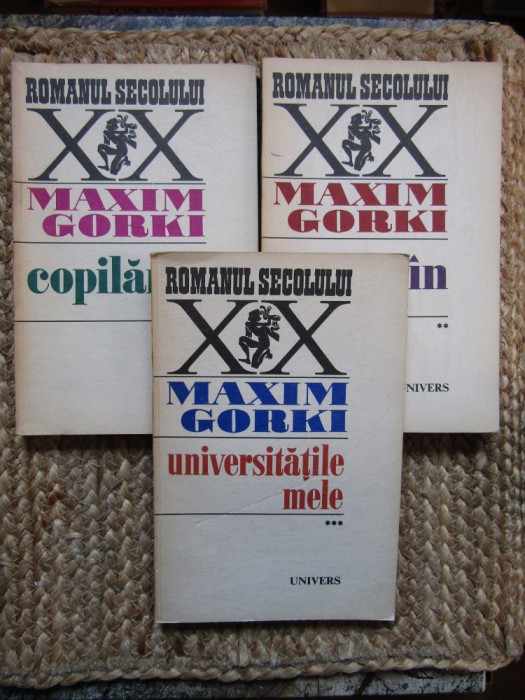 ROMANUL SECOLULUI
XX
MAXIM
GORKI
ROMANUL SECOLULUI
XX
MAXIM
GORKI
în
**
UNIVERS
ROMANUL SECOLULUI
XX
MAXIM
GORKI
universitățile
mele
***
UNIVERS